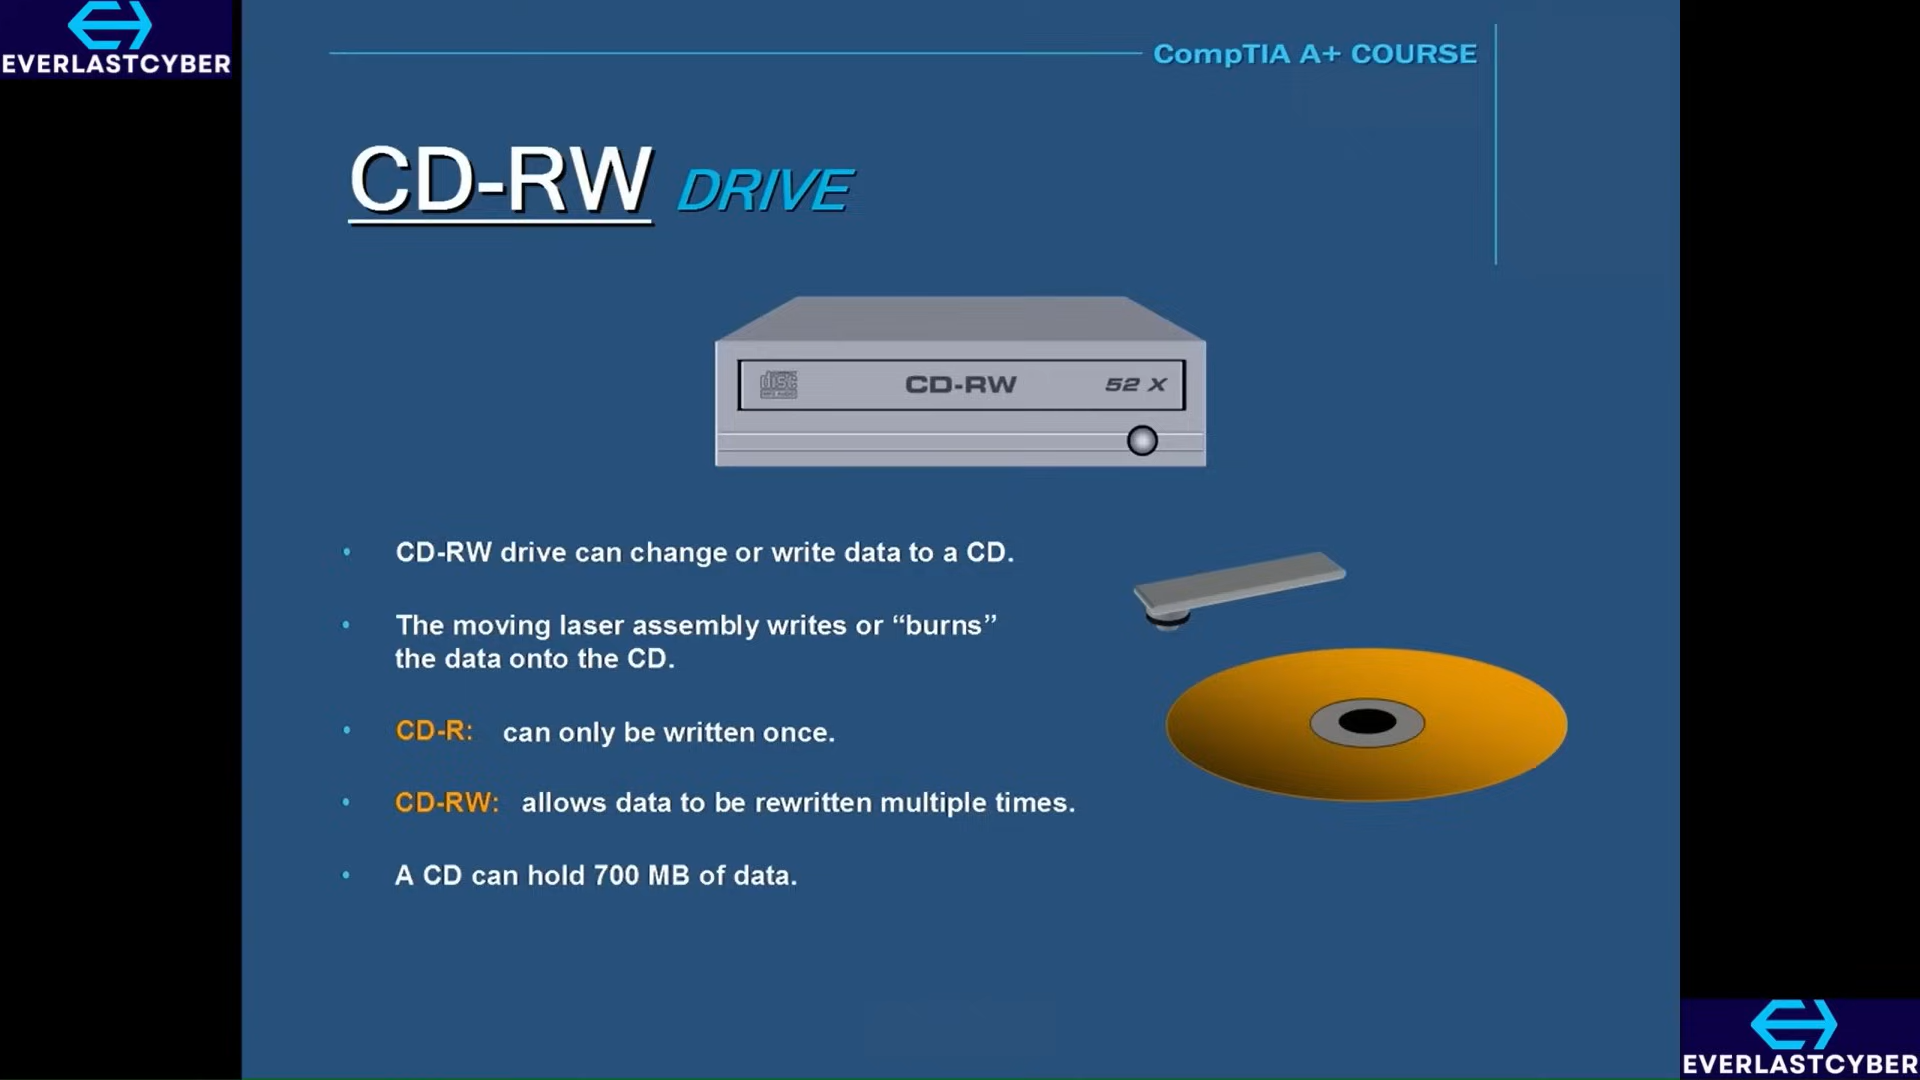 EVERLASTCYBER
CompTIA A+ COURSE
CD-RW DRIVE
disc
CD-RW
52 X
• CD-RW drive can change or write data to a CD.
• The moving laser assembly writes or “burns”
the data onto the CD.
• CD-R: can only be written once.
• CD-RW: allows data to be rewritten multiple times.
• A CD can hold 700 MB of data.
EVERLASTCYBER